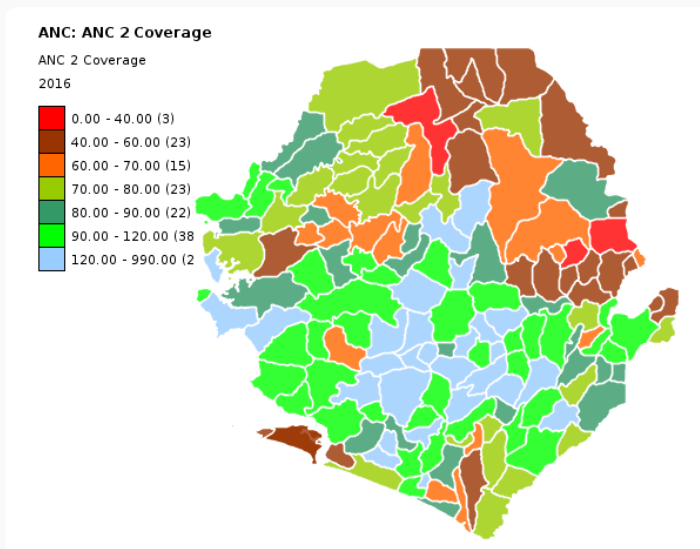 ANC: ANC 2 Coverage
ANC 2 Coverage
2016
0.00 - 40.00 (3)
40.00 - 60.00 (23)
60.00 - 70.00 (15)
70.00 - 80.00 (23)
80.00 - 90.00 (22)
90.00 - 120.00 (38
120.00 - 990.00 (2